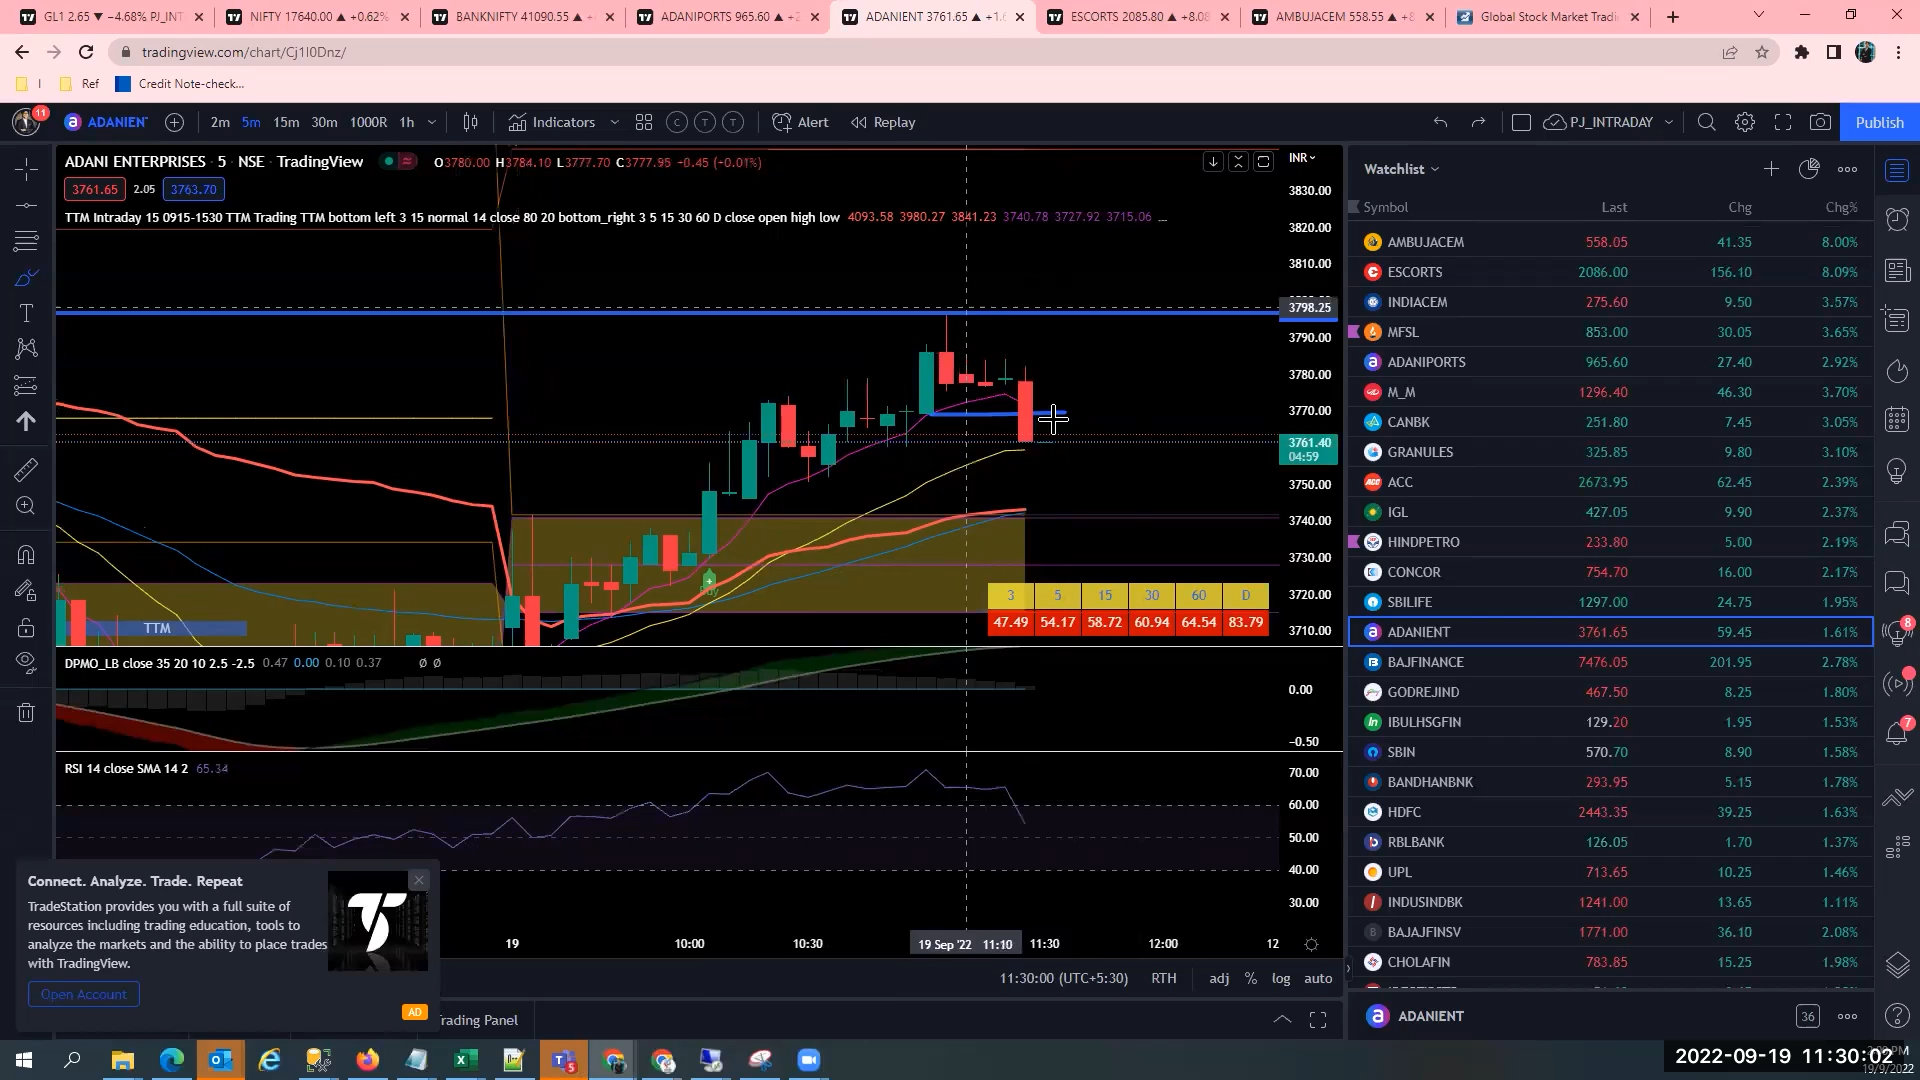 GL1 2.65 ▼ −4.68% PJ_INT
NIFTY 17640.00 ▲ +0.62%
BANKNIFTY 41090.55 ▲
ADANIPORTS 965.60 ▲ +2
ADANIENT 3761.65 ▲ +1.6
ESCORTS 2085.80 ▲ +8.08
AMBUJACEM 558.55 ▲ +8
Global Stock Market Tradi
tradingview.com/chart/Cj1I0Dnz/
I
Ref
Credit Note-check...
11
ADANIEN
2m 5m 15m 30m 1000R 1h
Indicators
C T T
Alert
Replay
PJ_INTRADAY
Publish
ADANI ENTERPRISES · 5 · NSE · TradingView
O3780.00 H3784.10 L3777.70 C3777.95 −0.45 (−0.01%)
INR
3761.65 2.05 3763.70
TTM Intraday 15 0915-1530 TTM Trading TTM bottom left 3 15 normal 14 close 80 20 bottom_right 3 5 15 30 60 D close open high low 4093.58 3980.27 3841.23 3740.78 3727.92 3715.06 ...
3830.00
3820.00
3810.00
3798.25
3790.00
3780.00
3770.00
3761.40
04:59
3750.00
3740.00
3730.00
3720.00
3710.00
TTM
3 5 15 30 60 D
47.49 54.17 58.72 60.94 64.54 83.79
DPMO_LB close 35 20 10 2.5 -2.5 0.47 0.00 0.10 0.37 ∅ ∅
0.00
−0.50
RSI 14 close SMA 14 2 65.34
70.00
60.00
50.00
40.00
30.00
19 10:00 10:30 19 Sep '22 11:10 11:30 12:00 12
11:30:00 (UTC+5:30) RTH adj % log auto
Connect. Analyze. Trade. Repeat
TradeStation provides you with a full suite of
resources including trading education, tools to
analyze the markets and the ability to place trades
with TradingView.
Open Account
AD
rading Panel
Watchlist
Symbol Last Chg Chg%
AMBUJACEM 558.05 41.35 8.00%
ESCORTS 2086.00 156.10 8.09%
INDIACEM 275.60 9.50 3.57%
MFSL 853.00 30.05 3.65%
ADANIPORTS 965.60 27.40 2.92%
M_M 1296.40 46.30 3.70%
CANBK 251.80 7.45 3.05%
GRANULES 325.85 9.80 3.10%
ACC 2673.95 62.45 2.39%
IGL 427.05 9.90 2.37%
HINDPETRO 233.80 5.00 2.19%
CONCOR 754.70 16.00 2.17%
SBILIFE 1297.00 24.75 1.95%
ADANIENT 3761.65 59.45 1.61%
BAJFINANCE 7476.05 201.95 2.78%
GODREJIND 467.50 8.25 1.80%
IBULHSGFIN 129.20 1.95 1.53%
SBIN 570.70 8.90 1.58%
BANDHANBNK 293.95 5.15 1.78%
HDFC 2443.35 39.25 1.63%
RBLBANK 126.05 1.70 1.37%
UPL 713.65 10.25 1.46%
INDUSINDBK 1241.00 13.65 1.11%
BAJAJFINSV 1771.00 36.10 2.08%
CHOLAFIN 783.85 15.25 1.98%
ADANIENT
36
8
7
5
2022-09-19 11:30:02
19/9/2022